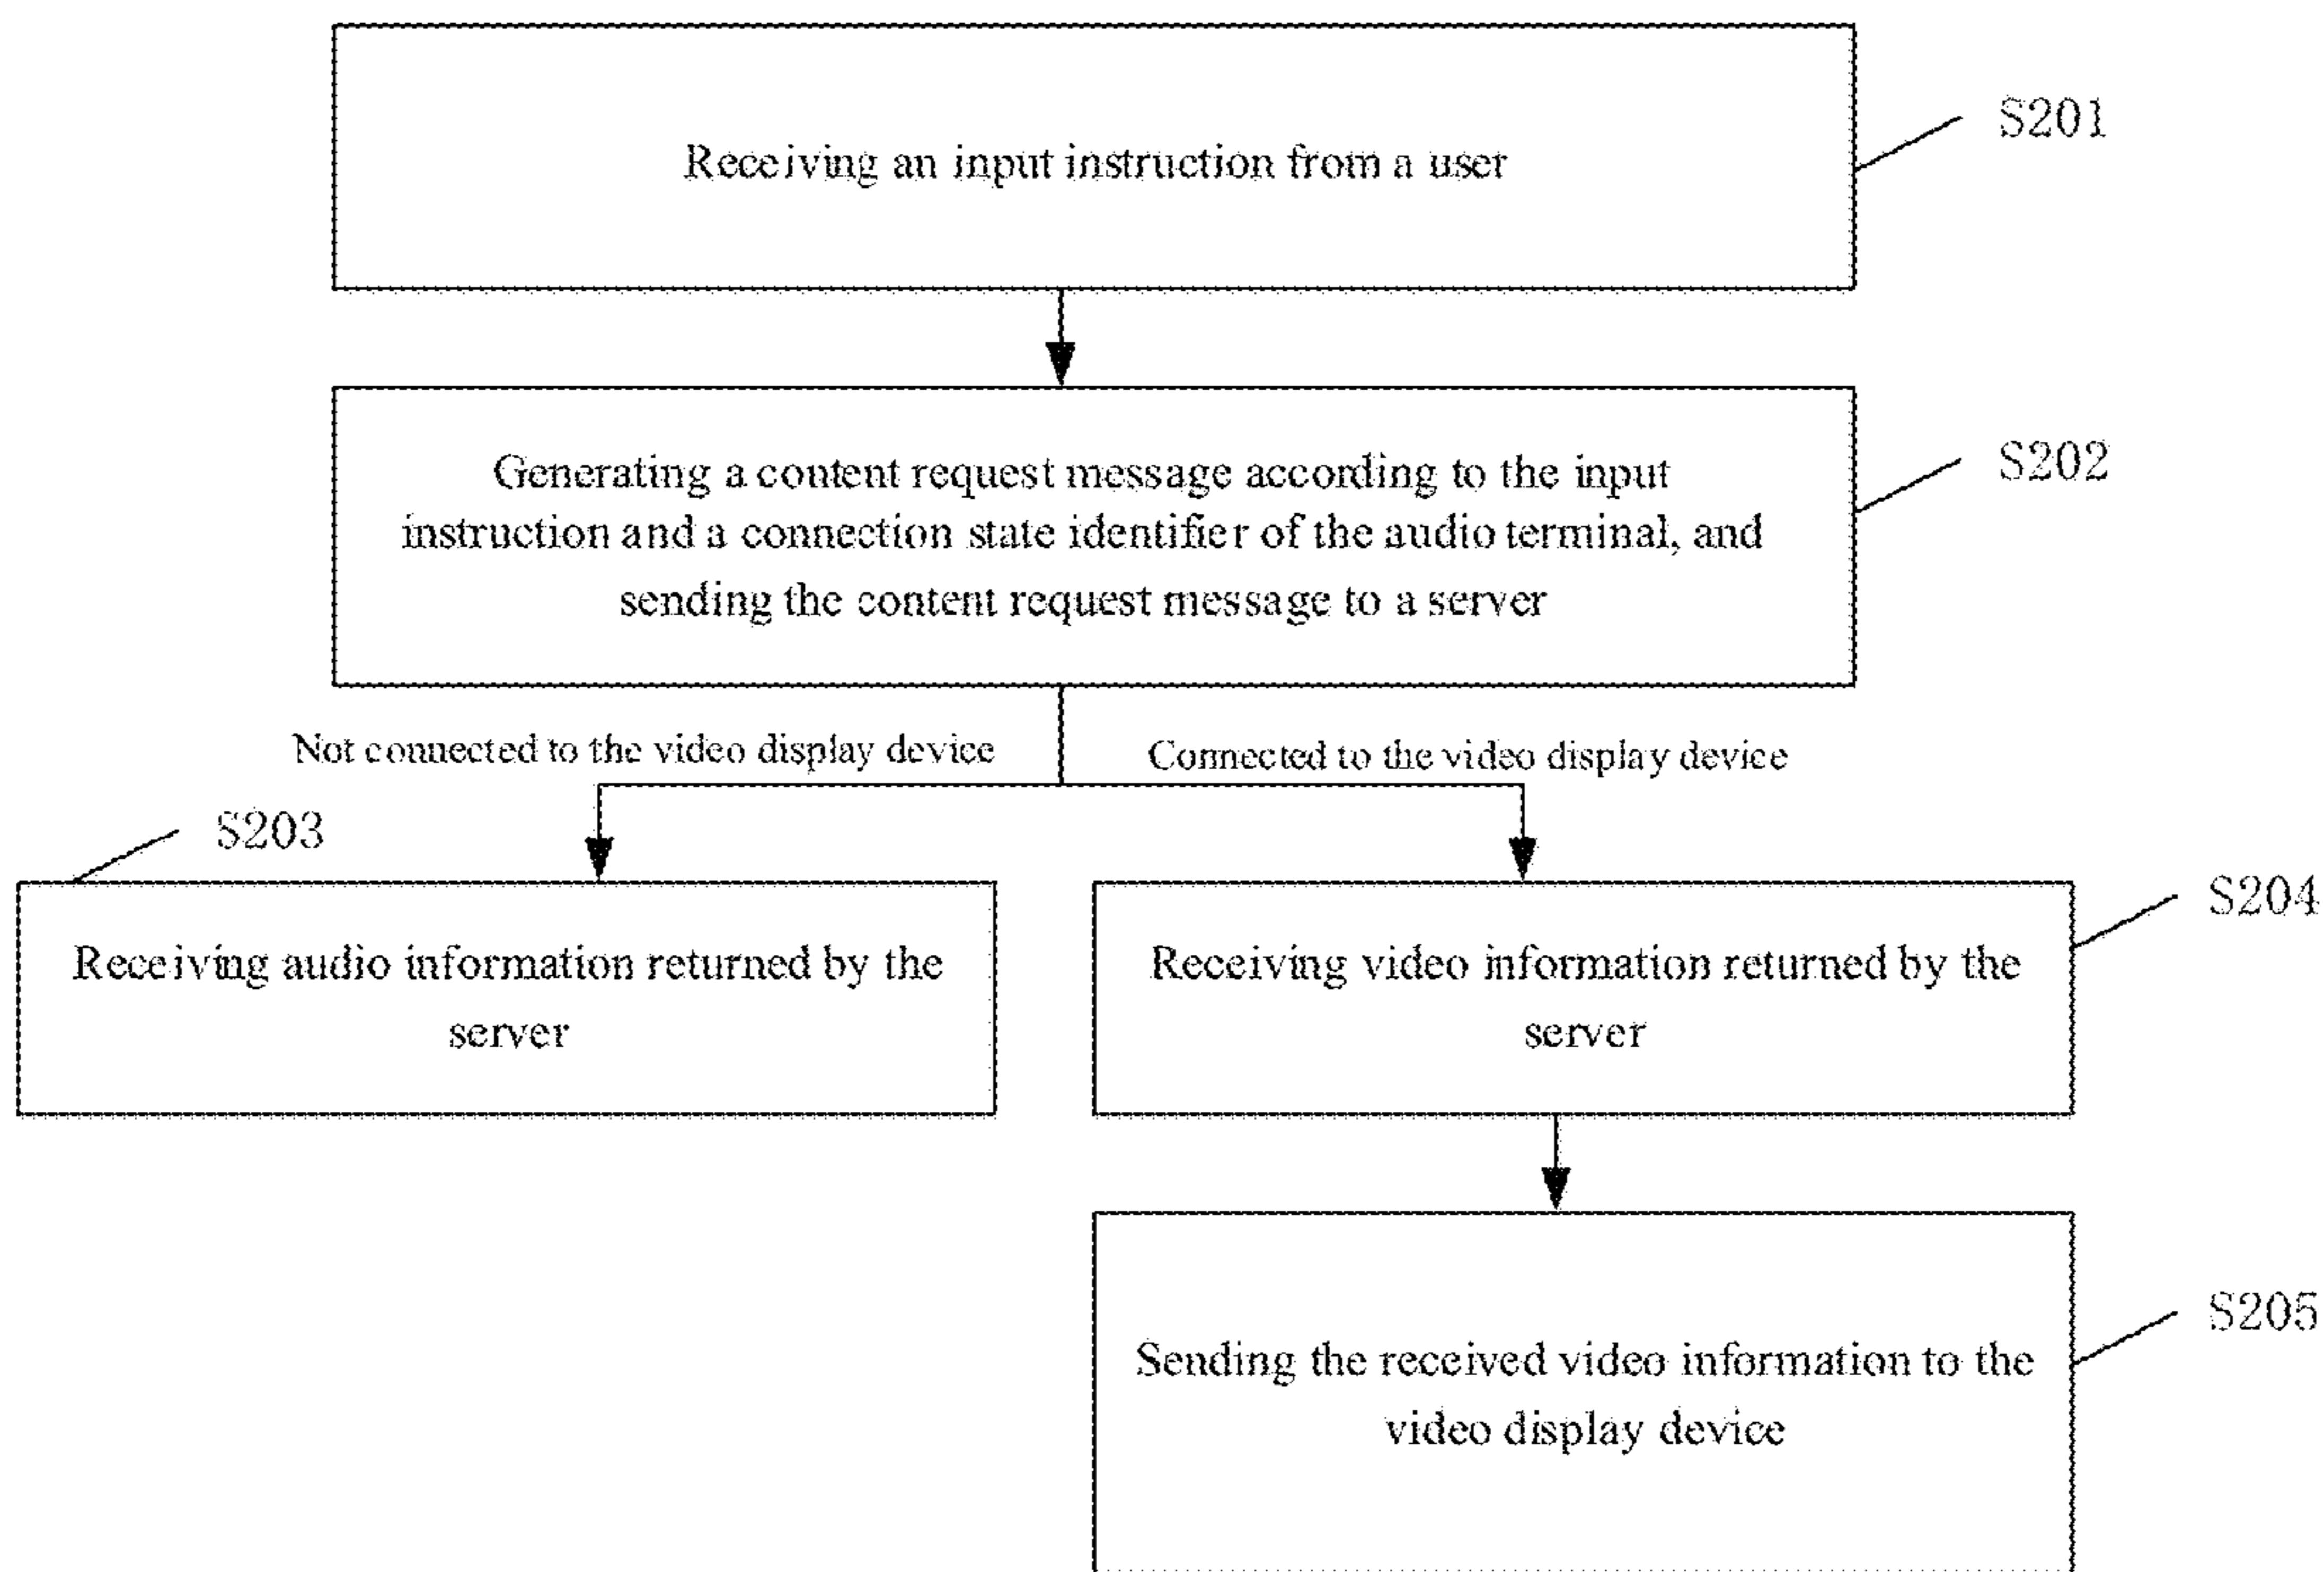 Receiving an input instruction from a user
S201
Generating a content request message according to the input
instruction and a connection state identifier of the audio terminal, and
sending the content request message to a server
S202
Not connected to the video display device
Connected to the video display device
S203
Receiving audio information returned by the
server
S204
Receiving video information returned by the
server
S205
Sending the received video information to the
video display device